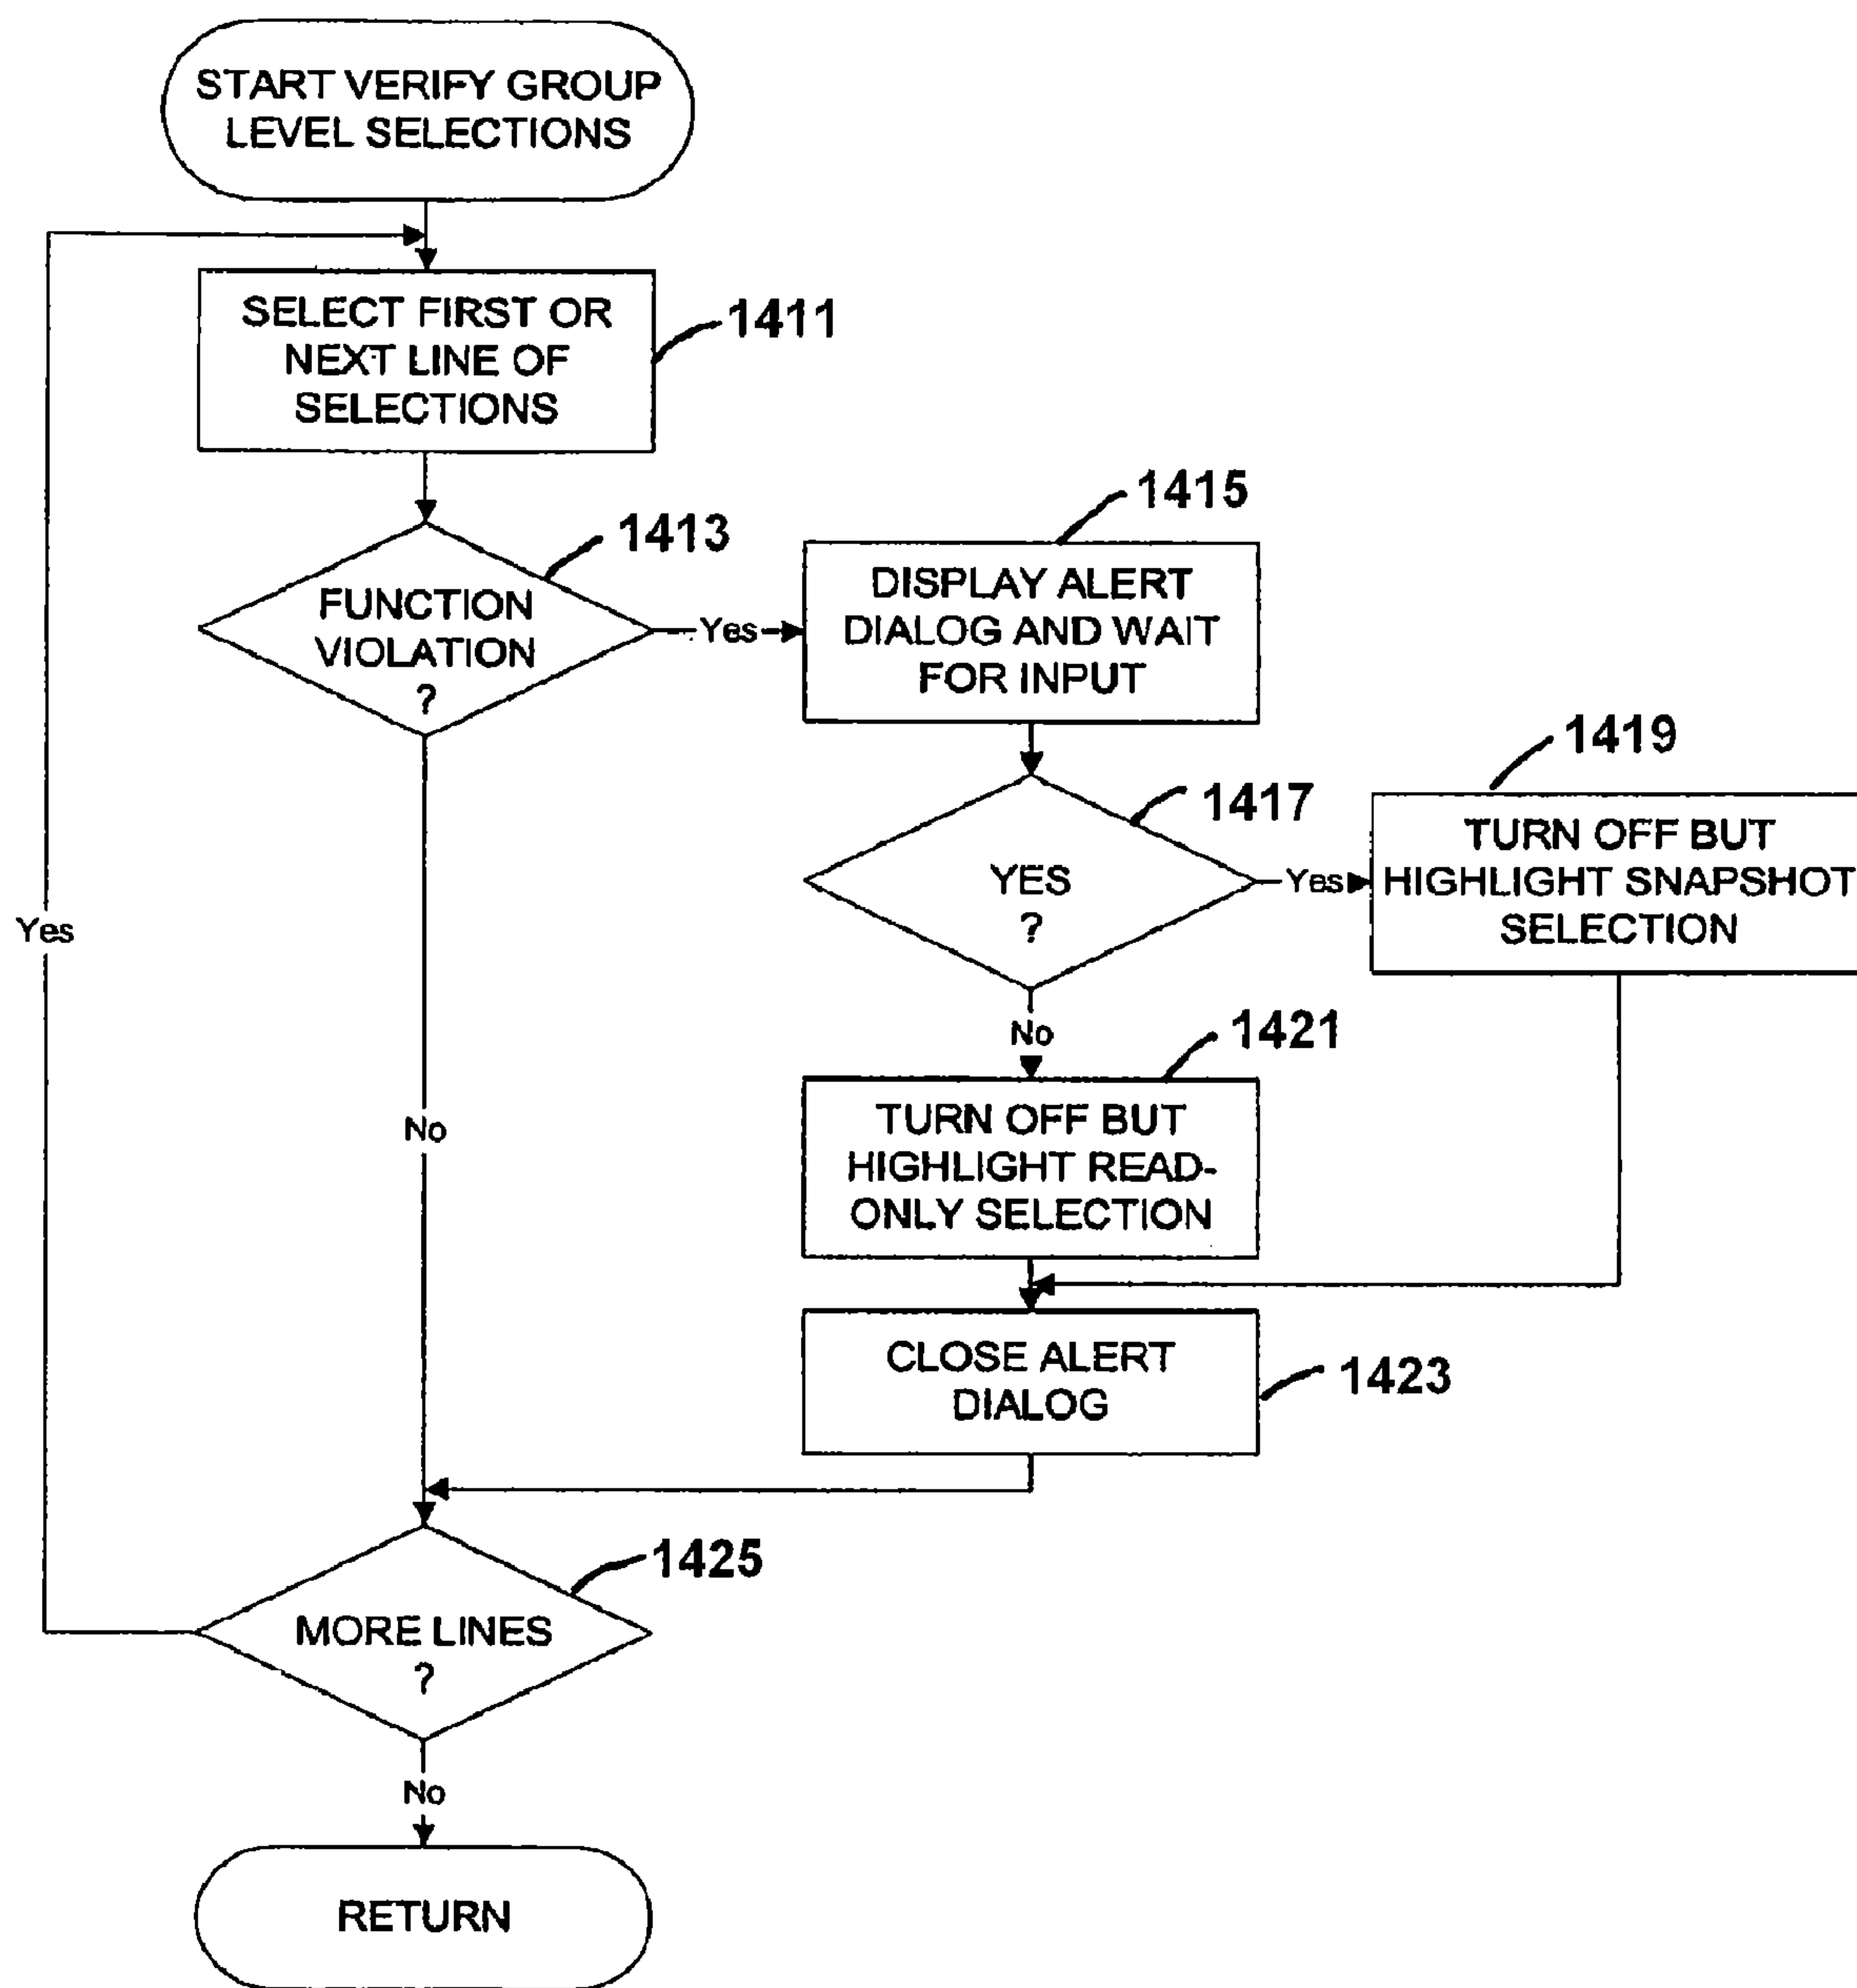 START VERIFY GROUP
LEVEL SELECTIONS
SELECT FIRST OR
NEXT LINE OF
SELECTIONS
1411
FUNCTION
VIOLATION
?
1413
Yes
DISPLAY ALERT
DIALOG AND WAIT
FOR INPUT
1415
YES
?
1417
Yes
TURN OFF BUT
HIGHLIGHT SNAPSHOT
SELECTION
1419
No
TURN OFF BUT
HIGHLIGHT READ-
ONLY SELECTION
1421
CLOSE ALERT
DIALOG
1423
No
Yes
MORE LINES
?
1425
No
RETURN